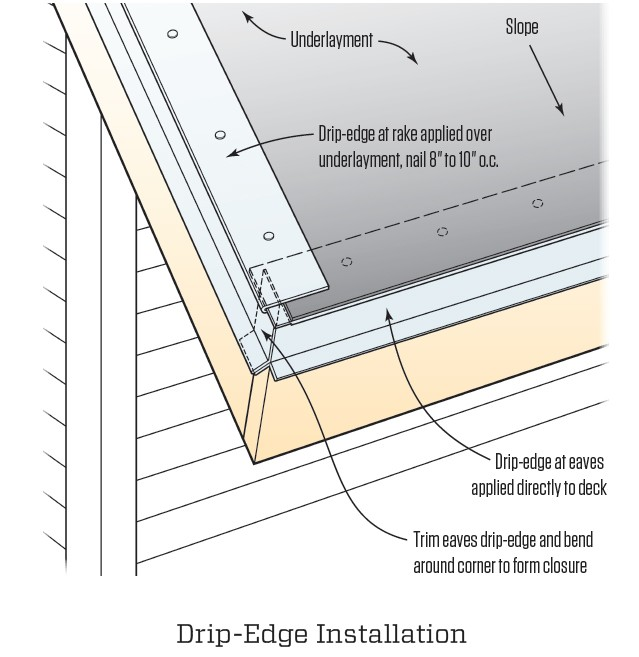 Slope
Underlayment
Drip-edge at rake applied over
underlayment, nail 8" to 10" o.c.
Drip-edge at eaves
applied directly to deck
Trim eaves drip-edge and bend
around corner to form closure
Drip-Edge Installation